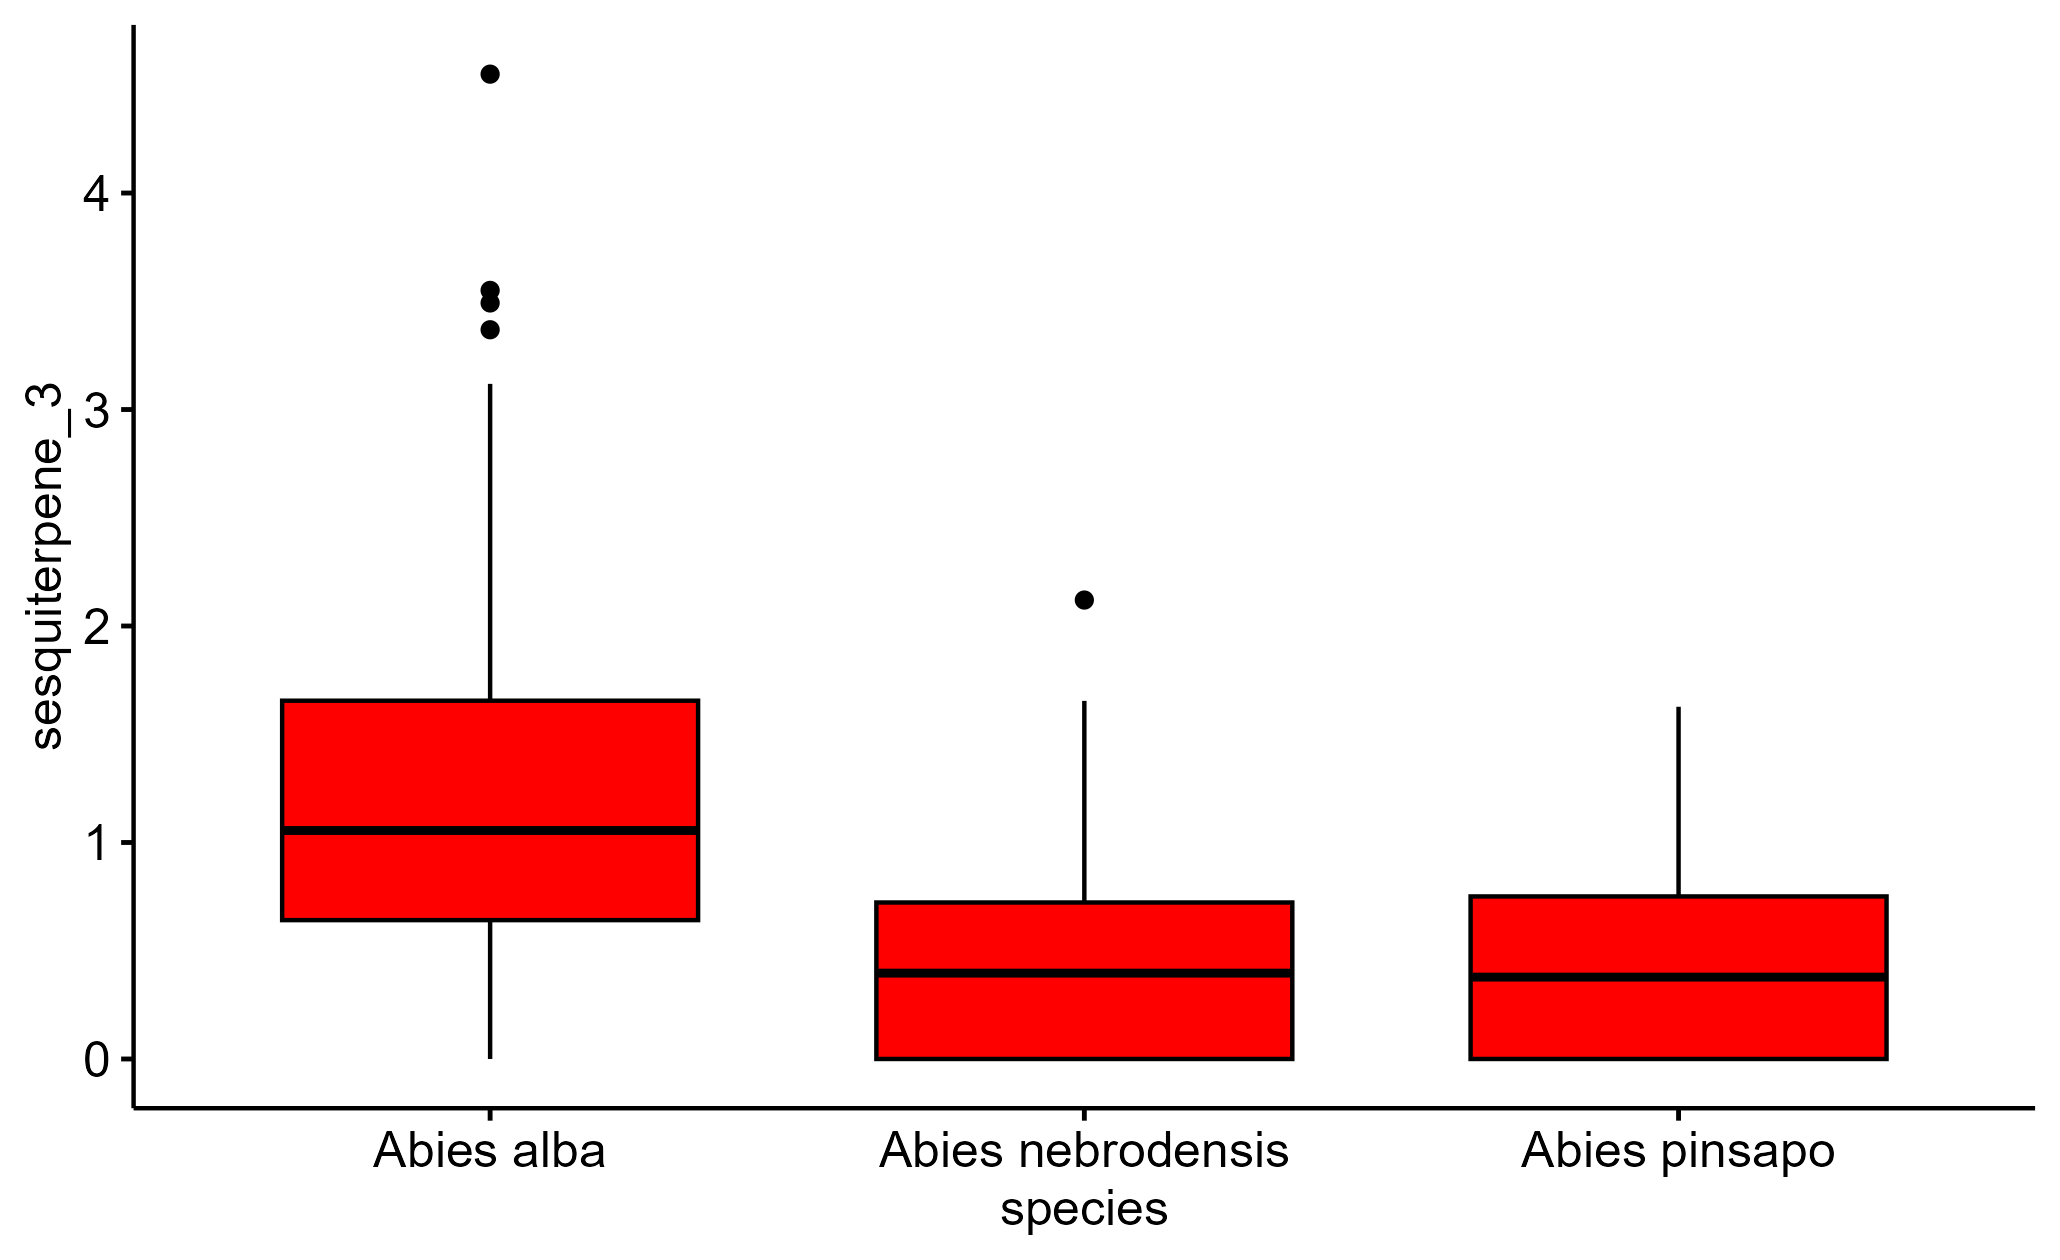 sesquiterpene_3
4
3
2
1
0
Abies alba
Abies nebrodensis
Abies pinsapo
species